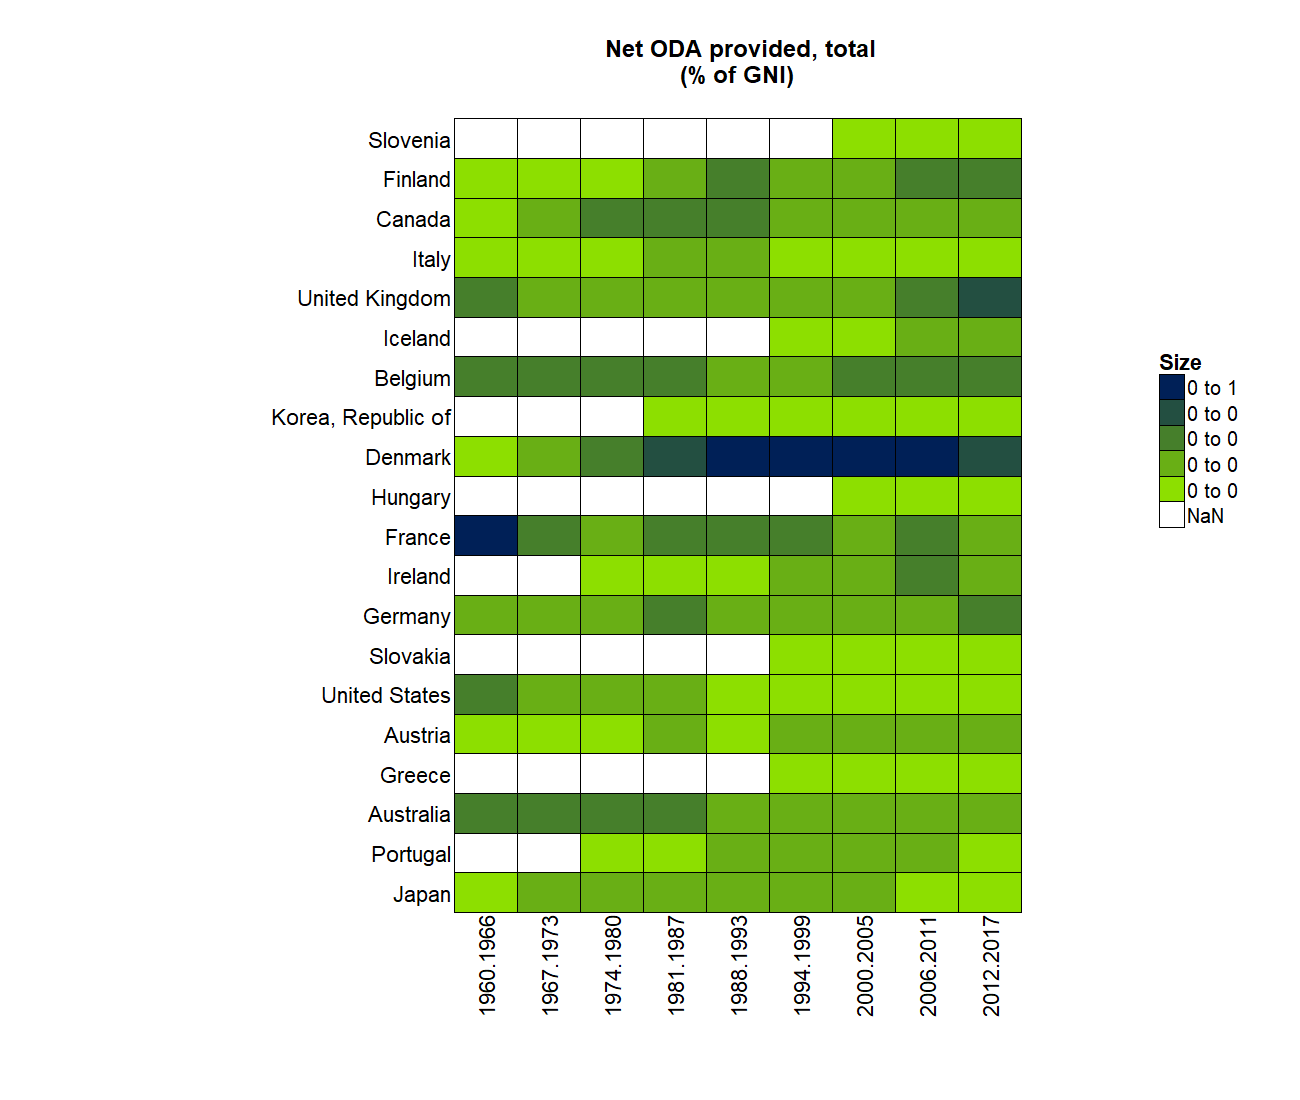 Net ODA provided, total
(% of GNI)
Slovenia
Finland
Canada
Italy
United Kingdom
Iceland
Belgium
Korea, Republic of
Denmark
Hungary
France
Ireland
Germany
Slovakia
United States
Austria
Greece
Australia
Portugal
Japan
1960.1966
1967.1973
1974.1980
1981.1987
1988.1993
1994.1999
2000.2005
2006.2011
2012.2017
Size
0 to 1
0 to 0
0 to 0
0 to 0
0 to 0
NaN